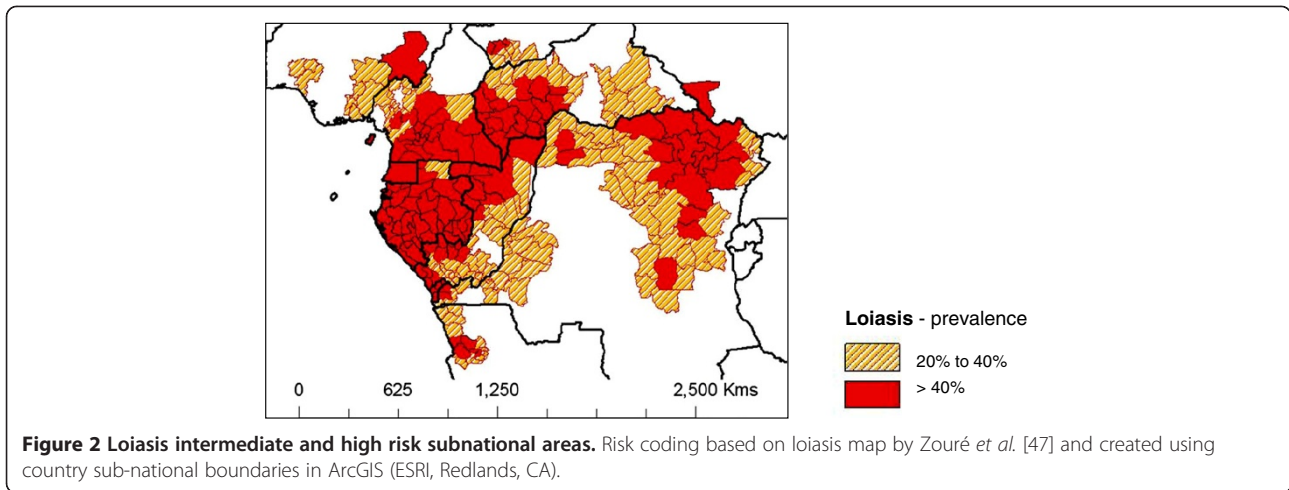 Loiasis - prevalence
20% to 40%
> 40%
0 625 1,250 2,500 Kms
Figure 2 Loiasis intermediate and high risk subnational areas. Risk coding based on loiasis map by Zouré et al. [47] and created using
country sub-national boundaries in ArcGIS (ESRI, Redlands, CA).